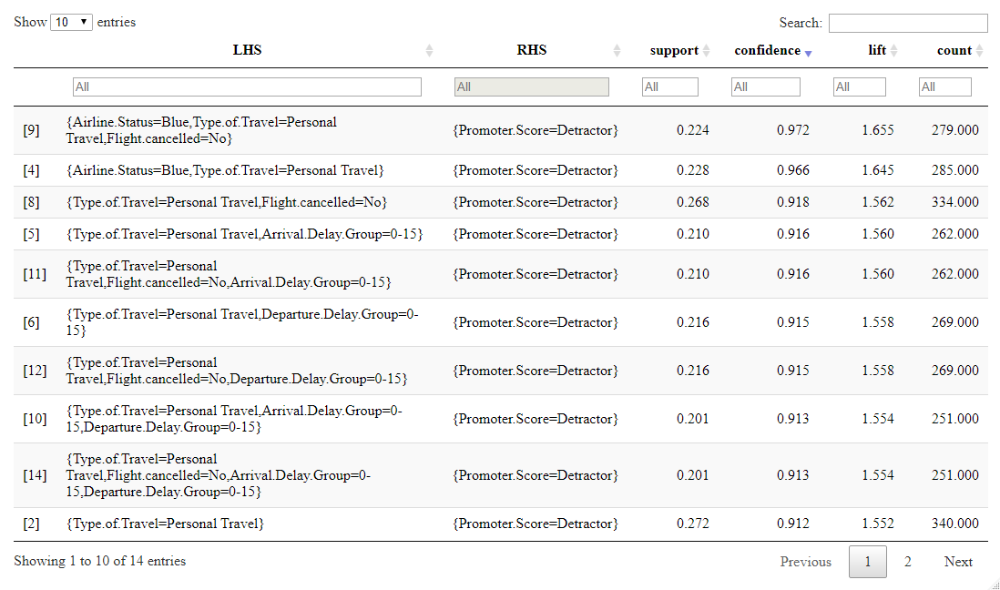 Show 10 entries Search:
LHS RHS support confidence lift count
All All All All All All
[9] {Airline.Status=Blue,Type.of.Travel=Personal
Travel,Flight.cancelled=No} {Promoter.Score=Detractor} 0.224 0.972 1.655 279.000
[4] {Airline.Status=Blue,Type.of.Travel=Personal Travel} {Promoter.Score=Detractor} 0.228 0.966 1.645 285.000
[8] {Type.of.Travel=Personal Travel,Flight.cancelled=No} {Promoter.Score=Detractor} 0.268 0.918 1.562 334.000
[5] {Type.of.Travel=Personal Travel,Arrival.Delay.Group=0-15} {Promoter.Score=Detractor} 0.210 0.916 1.560 262.000
[11] {Type.of.Travel=Personal
Travel,Flight.cancelled=No,Arrival.Delay.Group=0-15} {Promoter.Score=Detractor} 0.210 0.916 1.560 262.000
[6] {Type.of.Travel=Personal Travel,Departure.Delay.Group=0-
15} {Promoter.Score=Detractor} 0.216 0.915 1.558 269.000
[12] {Type.of.Travel=Personal
Travel,Flight.cancelled=No,Departure.Delay.Group=0-15} {Promoter.Score=Detractor} 0.216 0.915 1.558 269.000
[10] {Type.of.Travel=Personal Travel,Arrival.Delay.Group=0-
15,Departure.Delay.Group=0-15} {Promoter.Score=Detractor} 0.201 0.913 1.554 251.000
[14] {Type.of.Travel=Personal
Travel,Flight.cancelled=No,Arrival.Delay.Group=0-
15,Departure.Delay.Group=0-15} {Promoter.Score=Detractor} 0.201 0.913 1.554 251.000
[2] {Type.of.Travel=Personal Travel} {Promoter.Score=Detractor} 0.272 0.912 1.552 340.000
Showing 1 to 10 of 14 entries Previous 1 2 Next